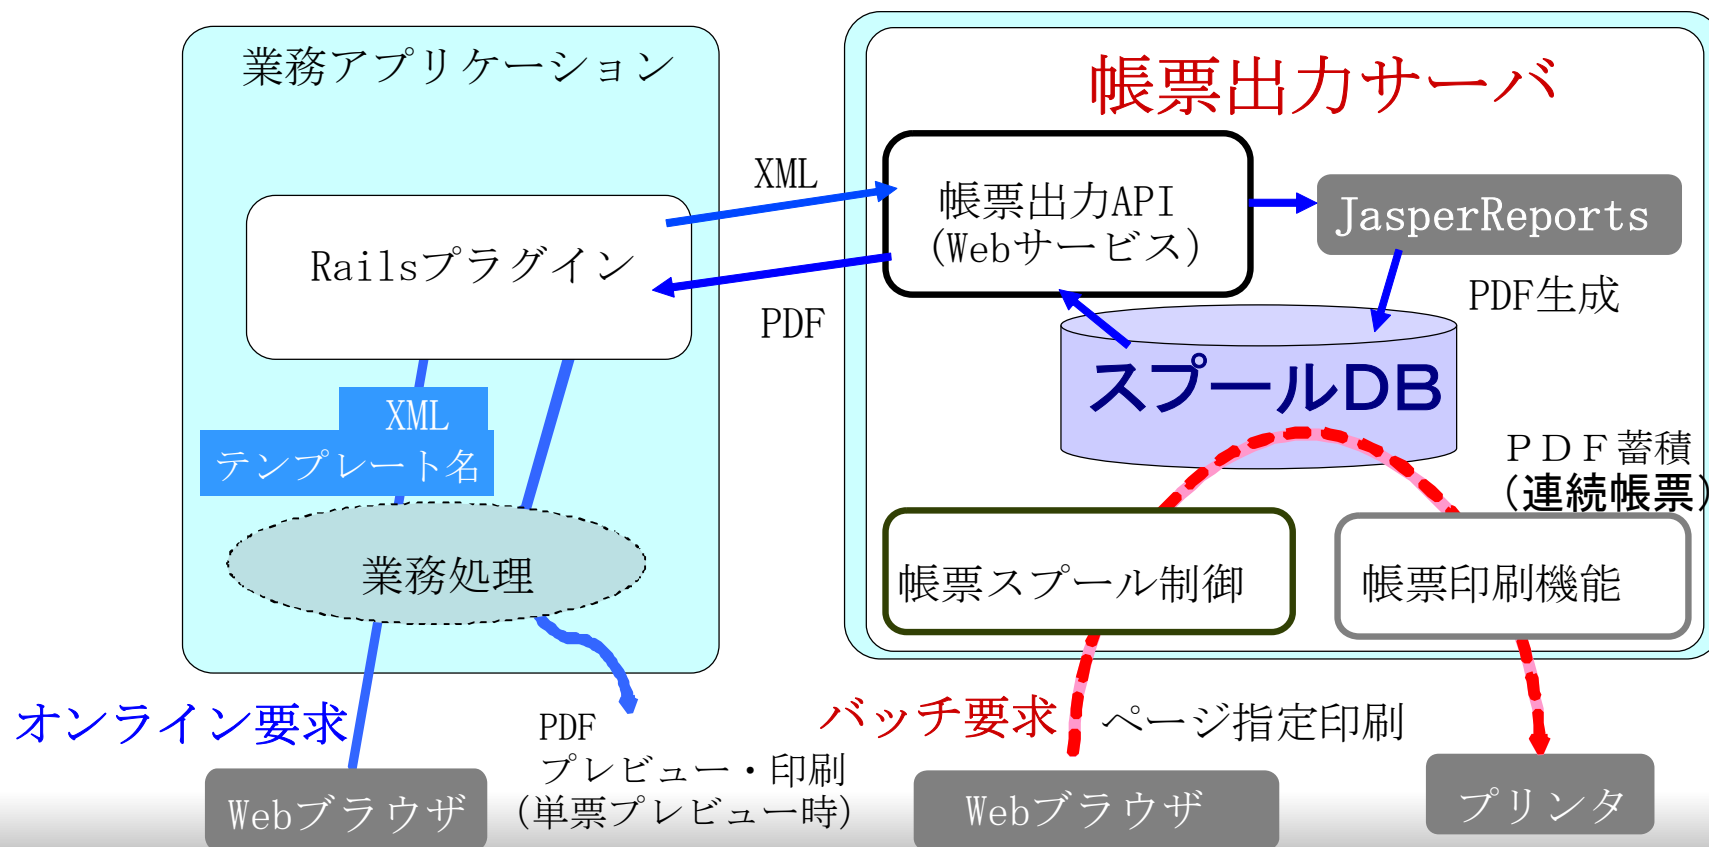 業務アプリケーション
帳票出力サーバ
XML
帳票出力API
(Webサービス)
JasperReports
Railsプラグイン
PDF
PDF生成
スプールDB
XML
テンプレート名
PDF蓄積
(連続帳票)
業務処理
帳票スプール制御
帳票印刷機能
オンライン要求
PDF
プレビュー・印刷
(単票プレビュー時)
バッチ要求
ページ指定印刷
Webブラウザ
Webブラウザ
プリンタ